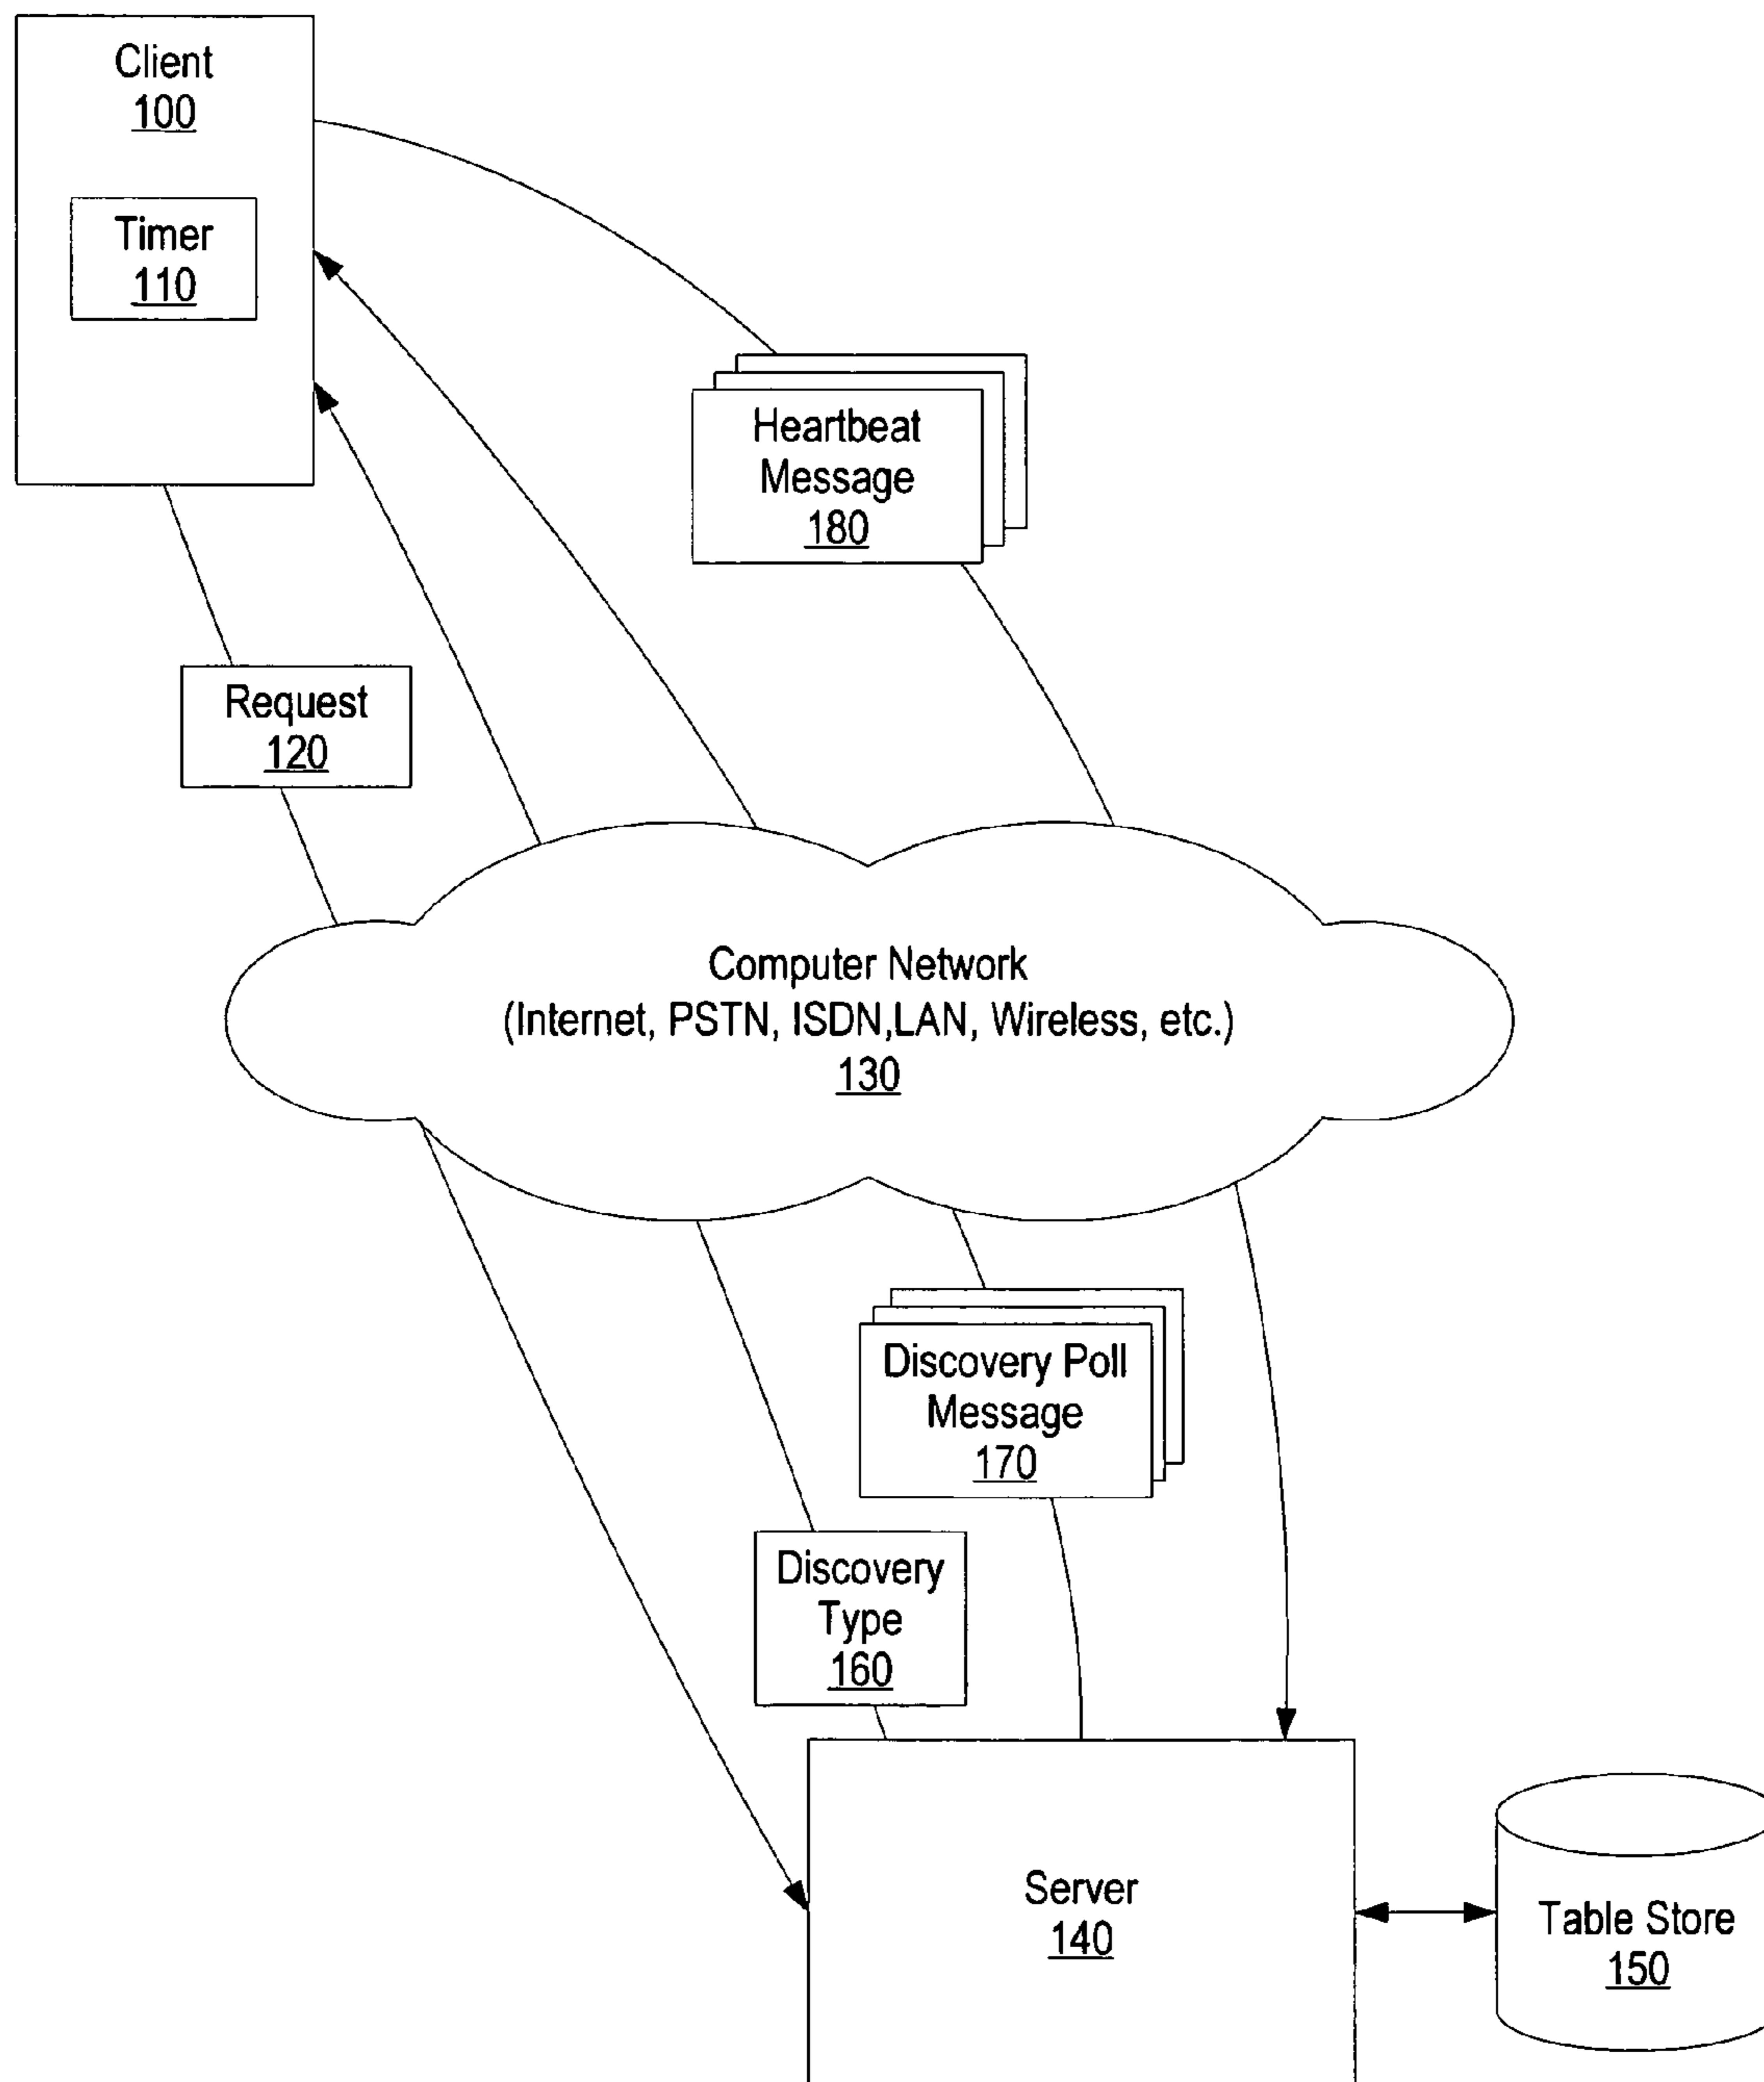 Client
100
Timer
110
Heartbeat
Message
180
Request
120
Computer Network
(Internet, PSTN, ISDN,LAN, Wireless, etc.)
130
Discovery Poll
Message
170
Discovery
Type
160
Server
140
Table Store
150